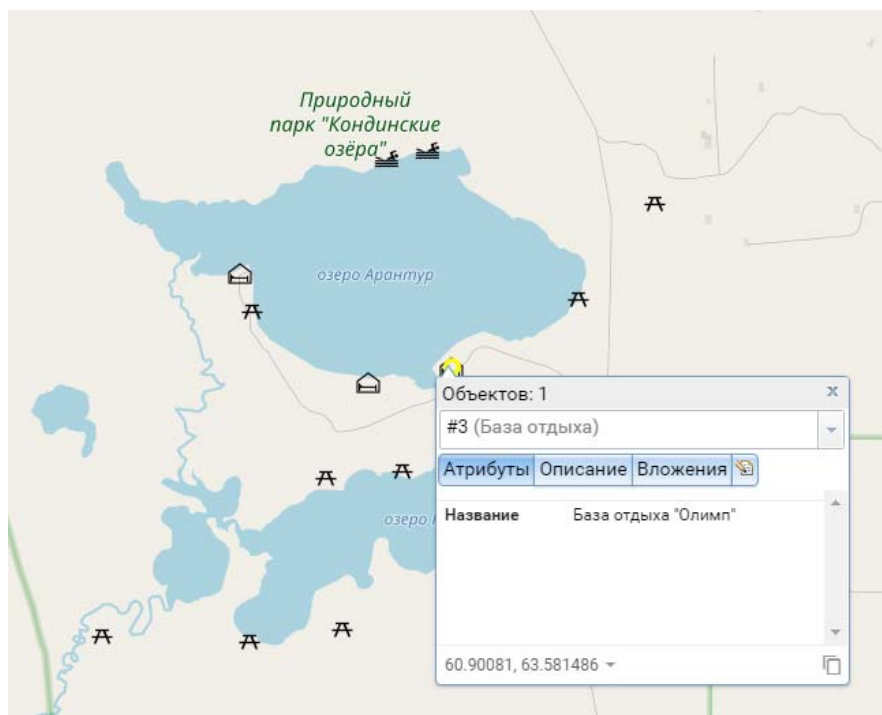 Природный
парк "Кондинские
озёра"
озеро Арантур
Объектов: 1
x
#3 (База отдыха)
Атрибуты Описание Вложения
озеро
Название База отдыха "Олимп"
60.90081, 63.581486